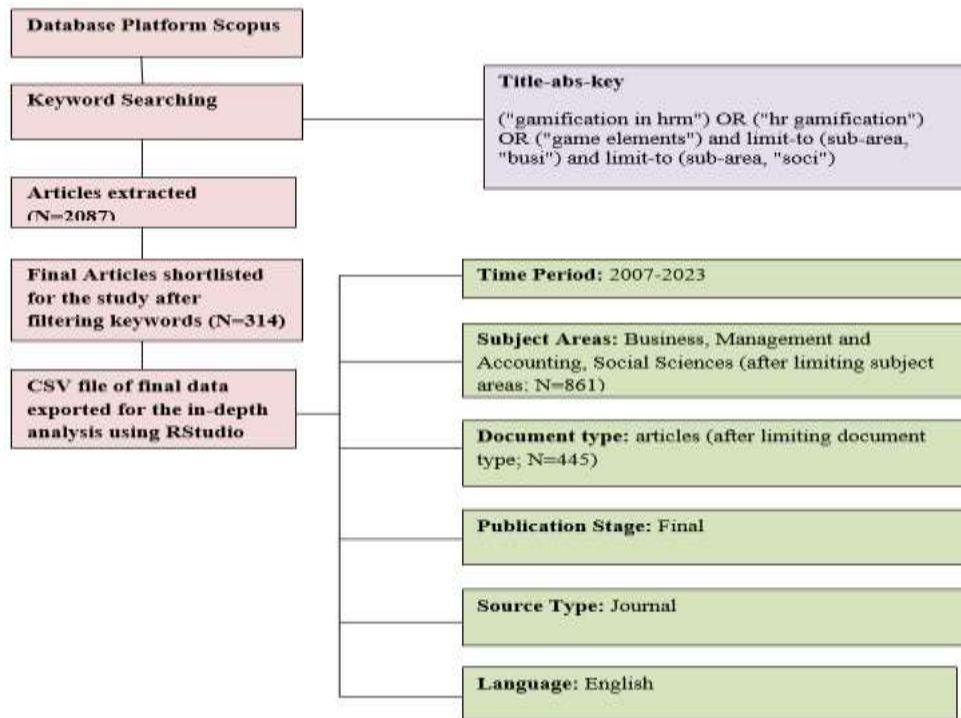 Database Platform Scopus
Keyword Searching
Title-abs-key
("gamification in hrm") OR ("hr gamification")
OR ("game elements") and limit-to (sub-area,
"busi") and limit-to (sub-area, "soci")
Articles extracted
(N=2087)
Final Articles shortlisted
for the study after
filtering keywords (N=314)
CSV file of final data
exported for the in-depth
analysis using RStudio
Time Period: 2007-2023
Subject Areas: Business, Management and
Accounting, Social Sciences (after limiting subject
areas; N=861)
Document type: articles (after limiting document
type; N=445)
Publication Stage: Final
Source Type: Journal
Language: English